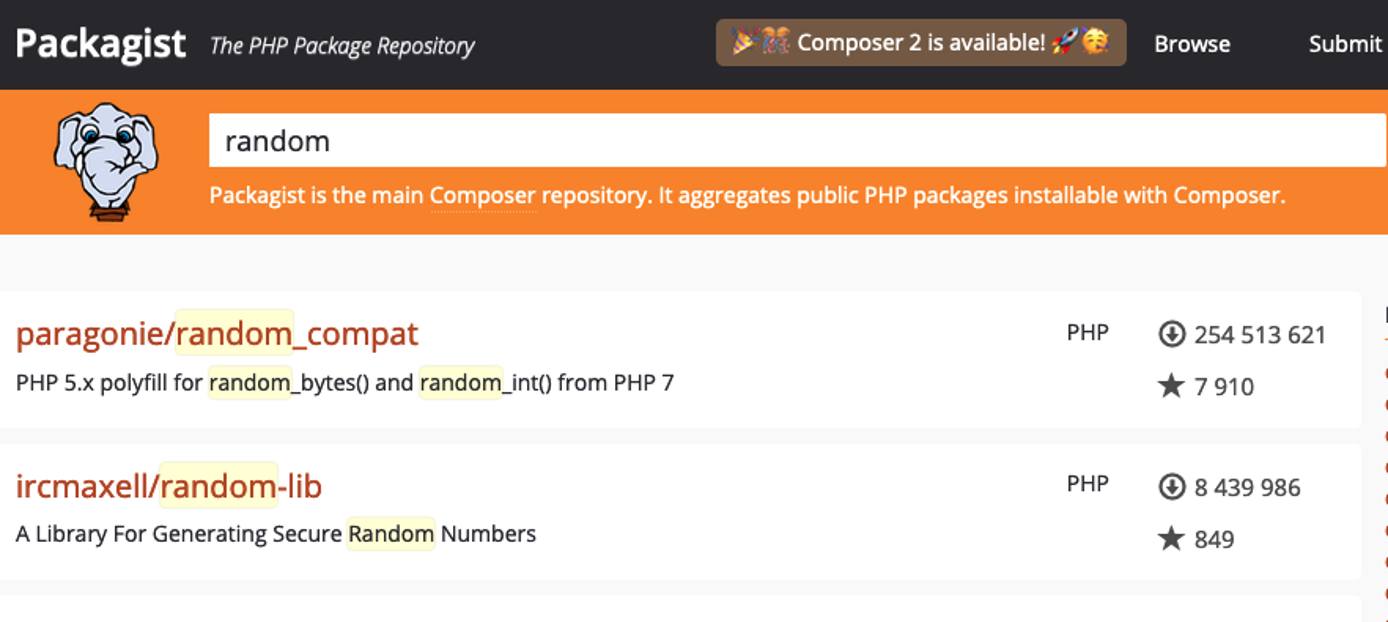 Packagist The PHP Package Repository 🎉🎊 Composer 2 is available! 🚀🥳 Browse Submit
random
Packagist is the main Composer repository. It aggregates public PHP packages installable with Composer.
paragonie/random_compat PHP 254 513 621
PHP 5.x polyfill for random_bytes() and random_int() from PHP 7 7 910
ircmaxell/random-lib PHP 8 439 986
A Library For Generating Secure Random Numbers 849